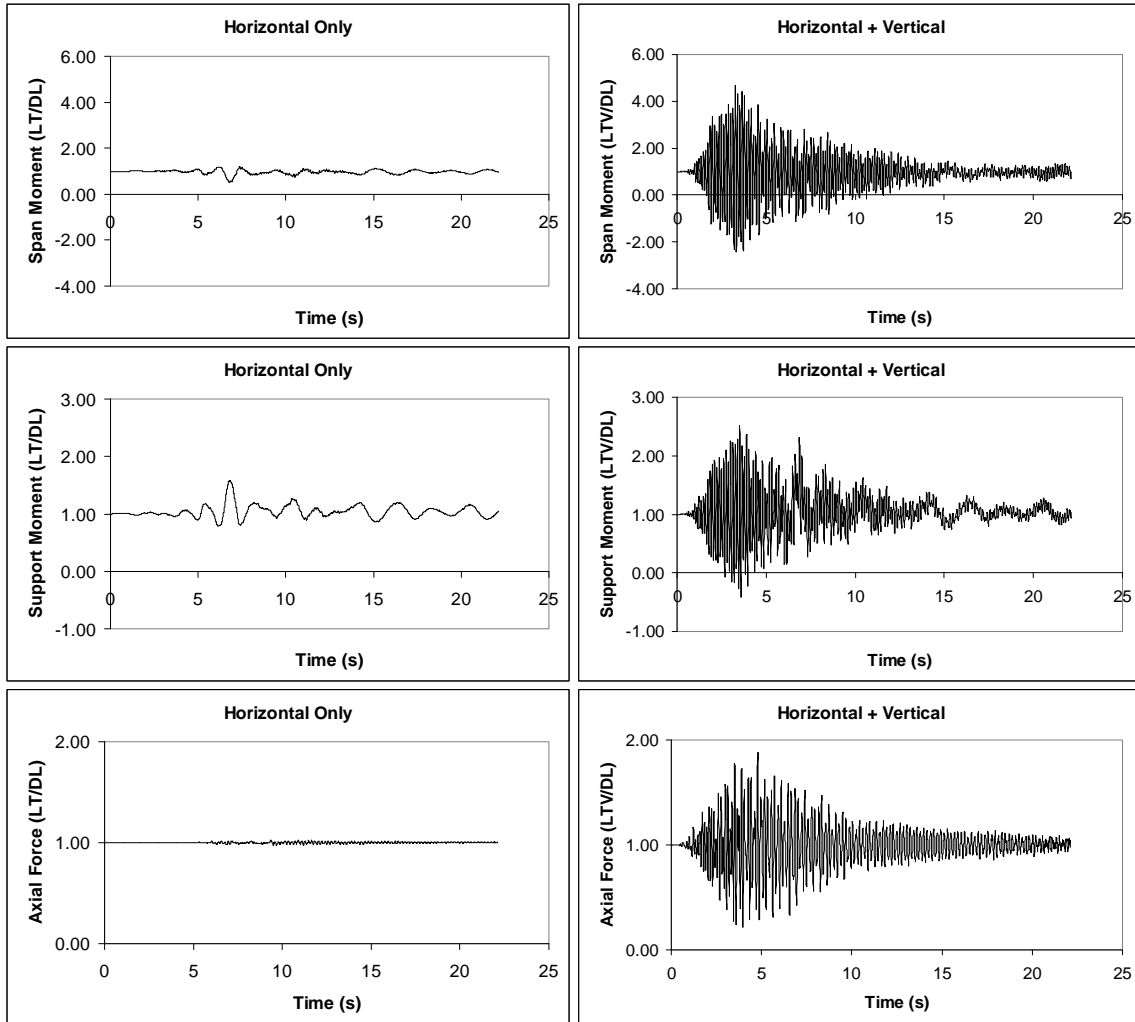 Horizontal Only
Span Moment (LT/DL)
6.00
4.00
2.00
0.00
-2.00
-4.00
0 5 10 15 20 25
Time (s)
Horizontal + Vertical
Span Moment (LTV/DL)
6.00
4.00
2.00
0.00
-2.00
-4.00
0 5 10 15 20 25
Time (s)
Horizontal Only
Support Moment (LT/DL)
3.00
2.00
1.00
0.00
-1.00
0 5 10 15 20 25
Time (s)
Horizontal + Vertical
Support Moment (LTV/DL)
3.00
2.00
1.00
0.00
-1.00
0 5 10 15 20 25
Time (s)
Horizontal Only
Axial Force (LT/DL)
2.00
1.00
0.00
0 5 10 15 20 25
Time (s)
Horizontal + Vertical
Axial Force (LTV/DL)
2.00
1.00
0.00
0 5 10 15 20 25
Time (s)